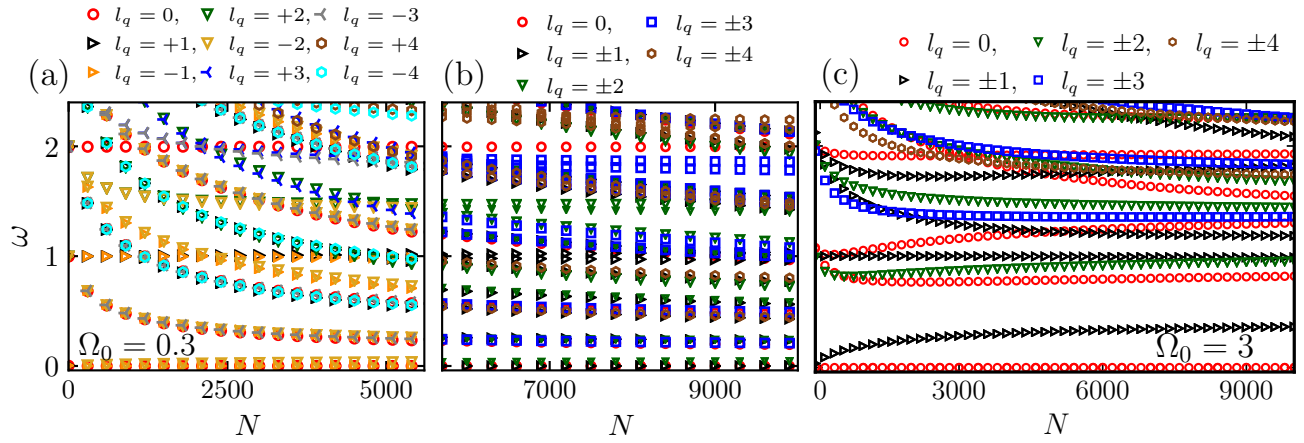 l_q = 0, l_q = +2, l_q = −3
l_q = +1, l_q = −2, l_q = +4
l_q = −1, l_q = +3, l_q = −4
(a)
ω
2
1
0
Ω_0 = 0.3
0 2500 5000
N
l_q = 0, l_q = ±3
l_q = ±1, l_q = ±4
l_q = ±2
(b)
7000 9000
N
l_q = 0, l_q = ±2, l_q = ±4
l_q = ±1, l_q = ±3
(c)
Ω_0 = 3
0 3000 6000 9000
N